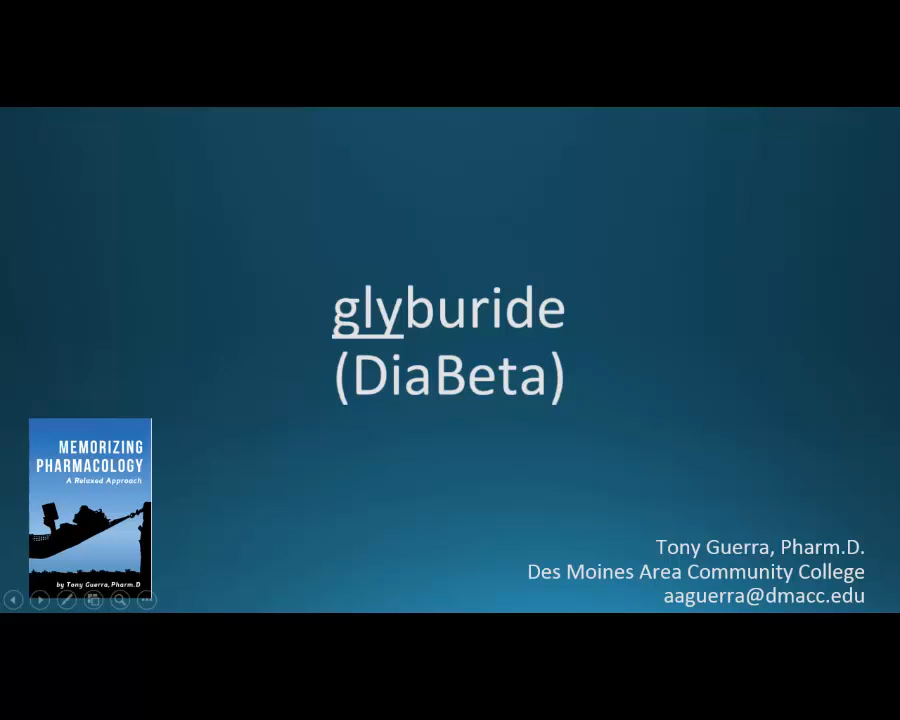 glyburide
(DiaBeta)
MEMORIZING
PHARMACOLOGY
A Relaxed Approach
by Tony Guerra, Pharm.D
Tony Guerra, Pharm.D.
Des Moines Area Community College
aaguerra@dmacc.edu